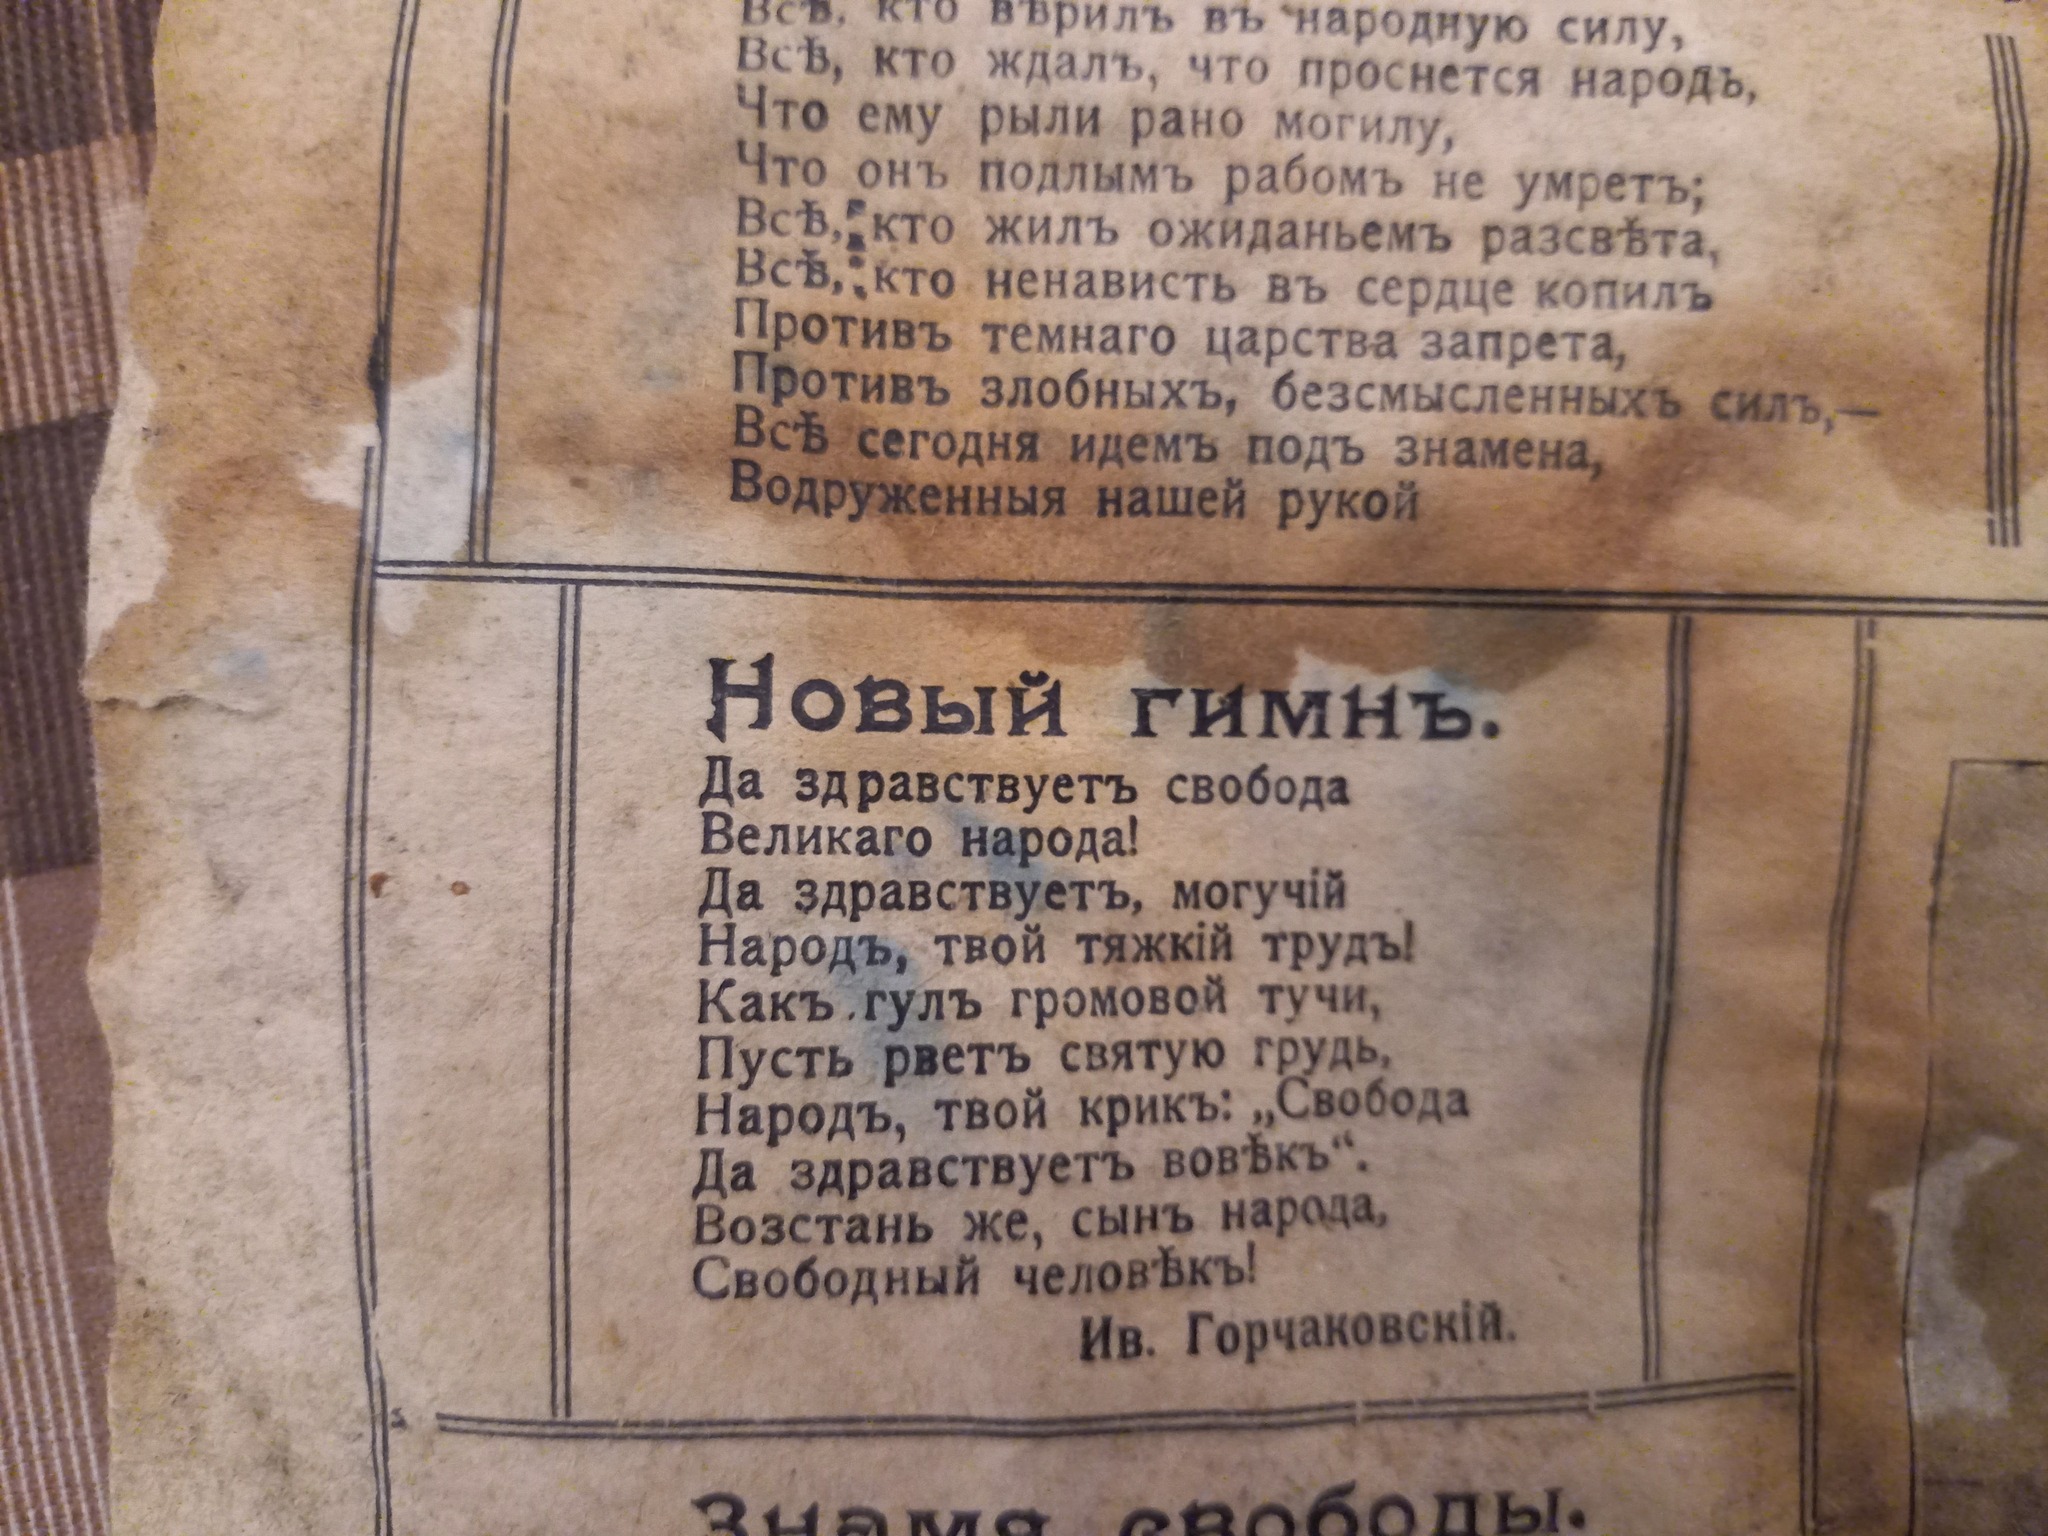 Всѣ, кто вѣрилъ въ народную силу,
Всѣ, кто ждалъ, что проснется народъ,
Что ему рыли рано могилу,
Что онъ подлымъ рабомъ не умретъ;
Всѣ, кто жилъ ожиданьемъ разсвѣта,
Всѣ, кто ненависть въ сердце копилъ
Противъ темнаго царства запрета,
Противъ злобныхъ, безсмысленныхъ силъ,—
Всѣ сегодня идемъ подъ знамена,
Водруженныя нашей рукой
Новый гимнъ.
Да здравствуетъ свобода
Великаго народа!
Да здравствуетъ, могучій
Народъ, твой тяжкій трудъ!
Какъ гулъ громовой тучи,
Пусть рветъ святую грудь,
Народъ, твой крикъ: „Свобода
Да здравствуетъ вовѣкъ“.
Возстань же, сынъ народа,
Свободный человѣкъ!
Ив. Горчаковскій.
Знамя свободы.